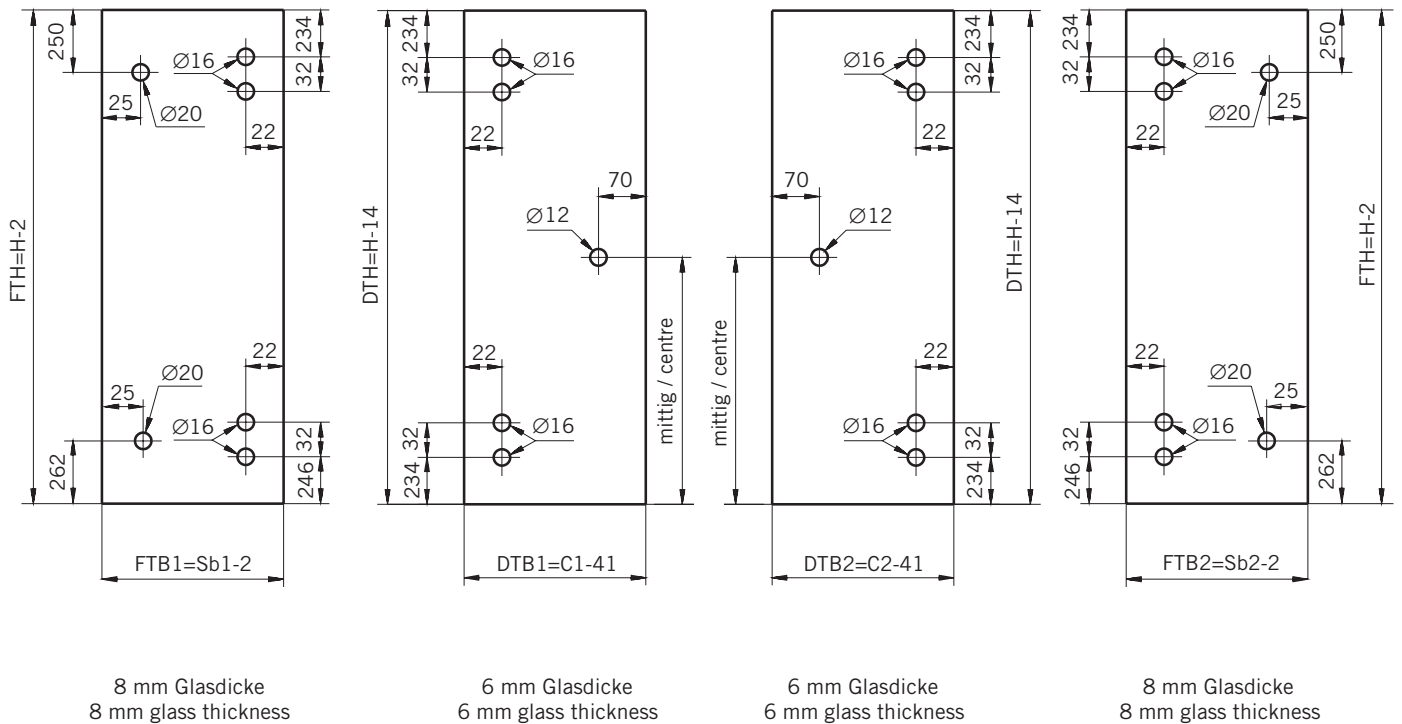 250
25
Ø20
Ø16
234
32
22
FTH=H-2
25
Ø20
262
Ø16
22
32
246
FTB1=Sb1-2
8 mm Glasdicke
8 mm glass thickness
234
32
Ø16
22
DTH=H-14
70
Ø12
mittig / centre
22
Ø16
32
234
DTB1=C1-41
6 mm Glasdicke
6 mm glass thickness
Ø16
234
32
22
70
Ø12
DTH=H-14
mittig / centre
22
Ø16
32
234
DTB2=C2-41
6 mm Glasdicke
6 mm glass thickness
234
32
Ø16
22
250
25
Ø20
FTH=H-2
22
Ø16
32
246
Ø20
25
262
FTB2=Sb2-2
8 mm Glasdicke
8 mm glass thickness